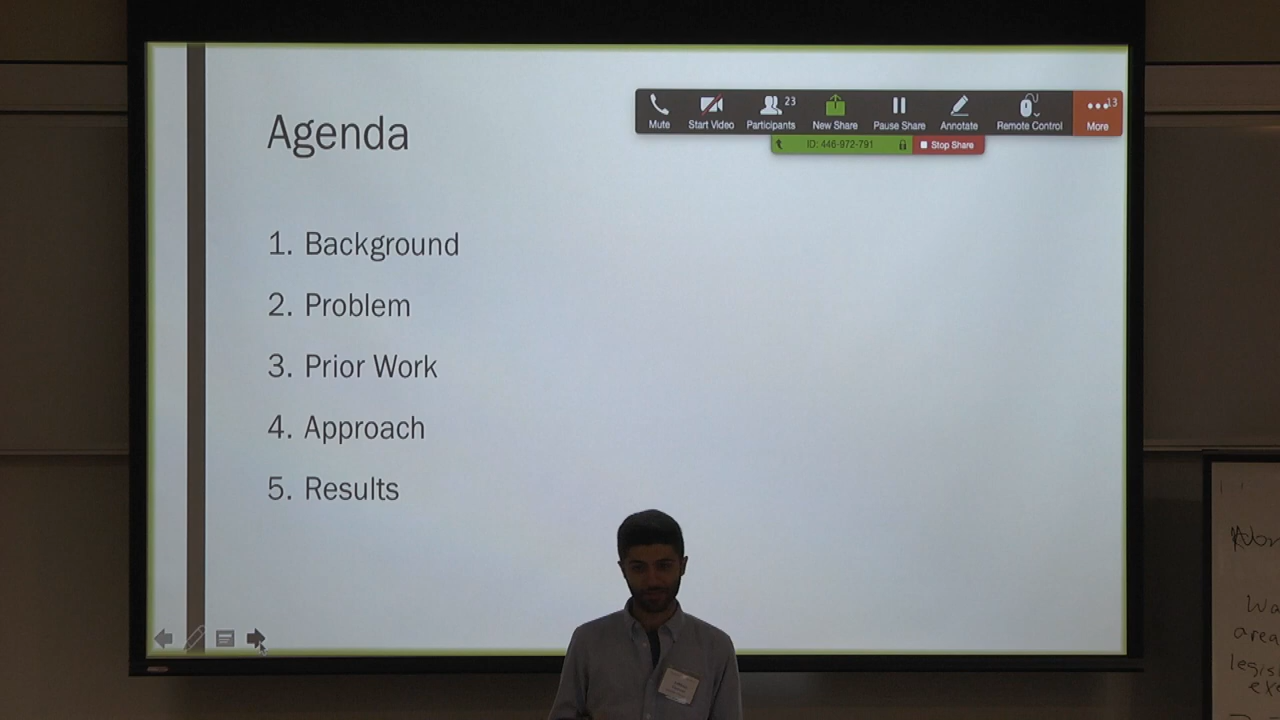 Agenda
23
13
Mute Start Video Participants New Share Pause Share Annotate Remote Control More
ID: 446-972-791 Stop Share
1. Background
2. Problem
3. Prior Work
4. Approach
5. Results